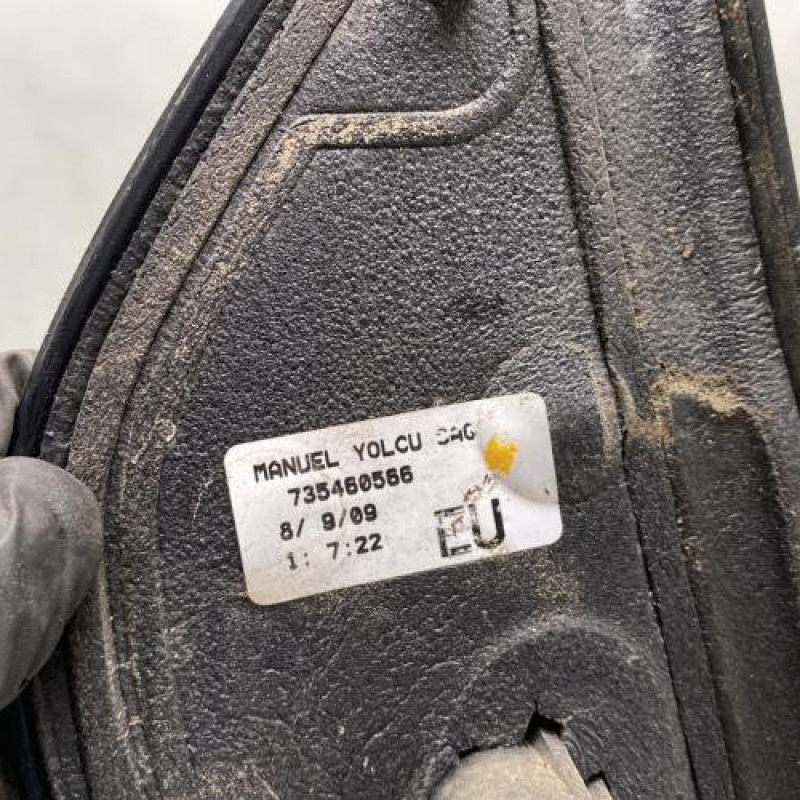 MANUEL YOLCU SAG
735460566
8/ 9/09
1: 7:22
EU